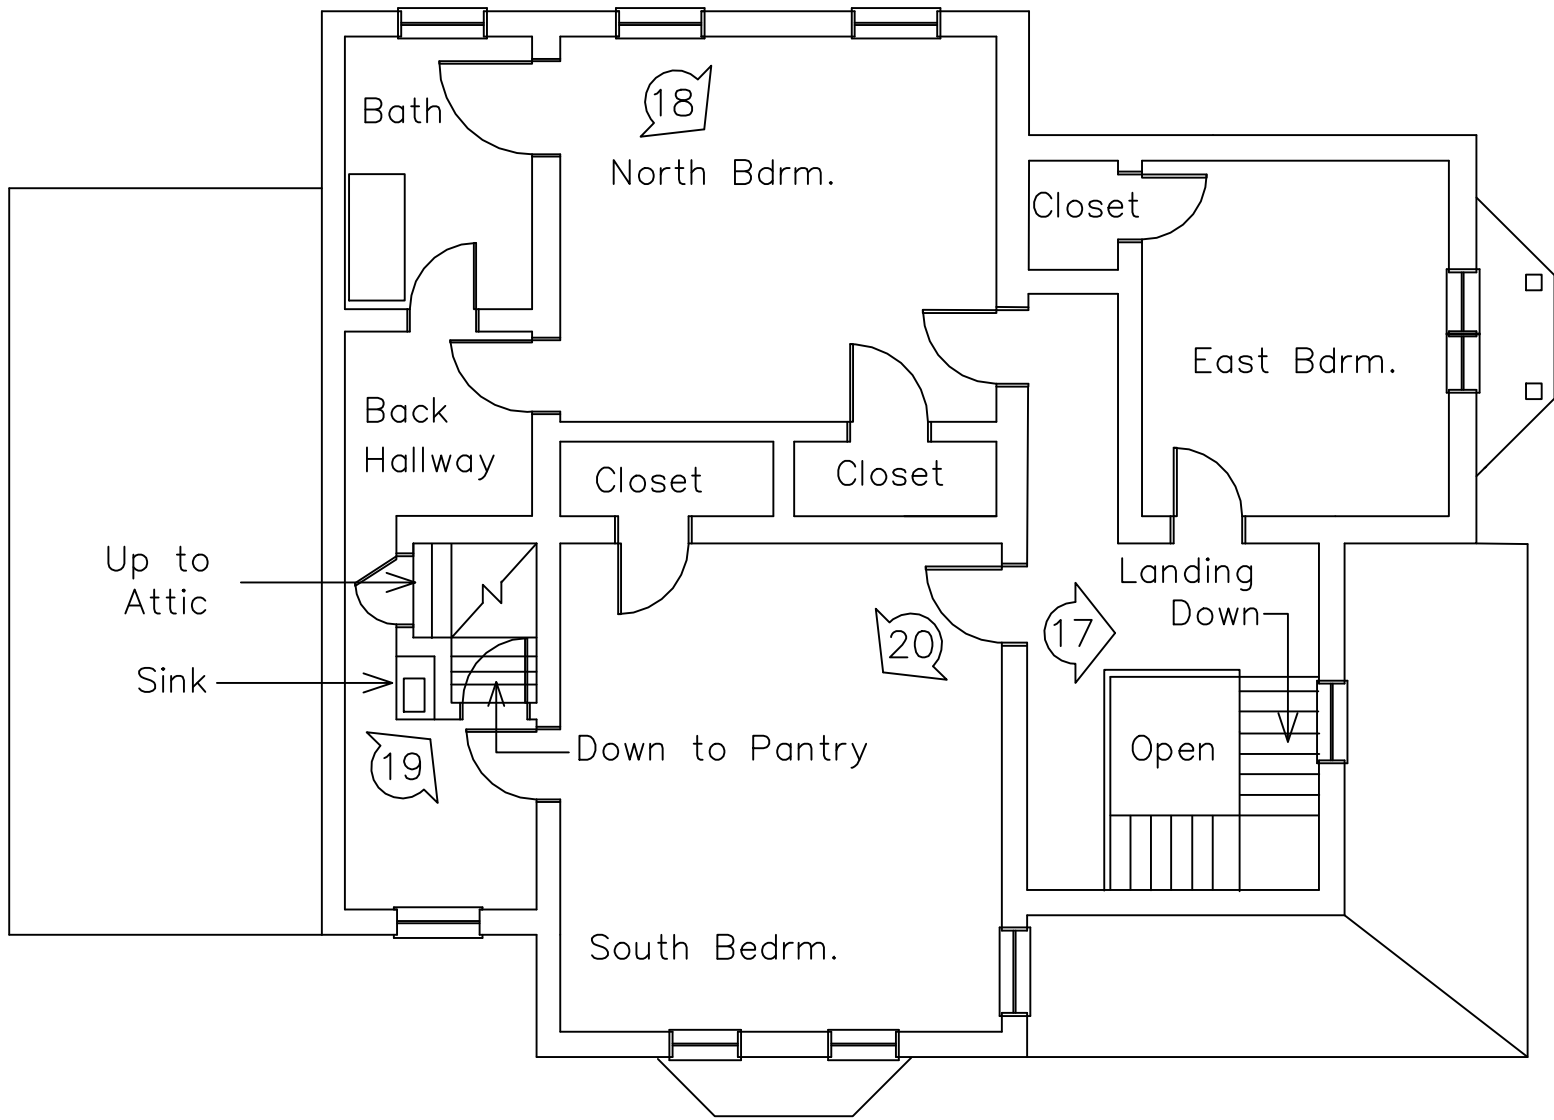 Bath
18
North Bdrm.
Closet
East Bdrm.
Back
Hallway
Closet
Closet
Up to
Attic
Landing
Down
17
20
Sink
19
Down to Pantry
Open
South Bedrm.